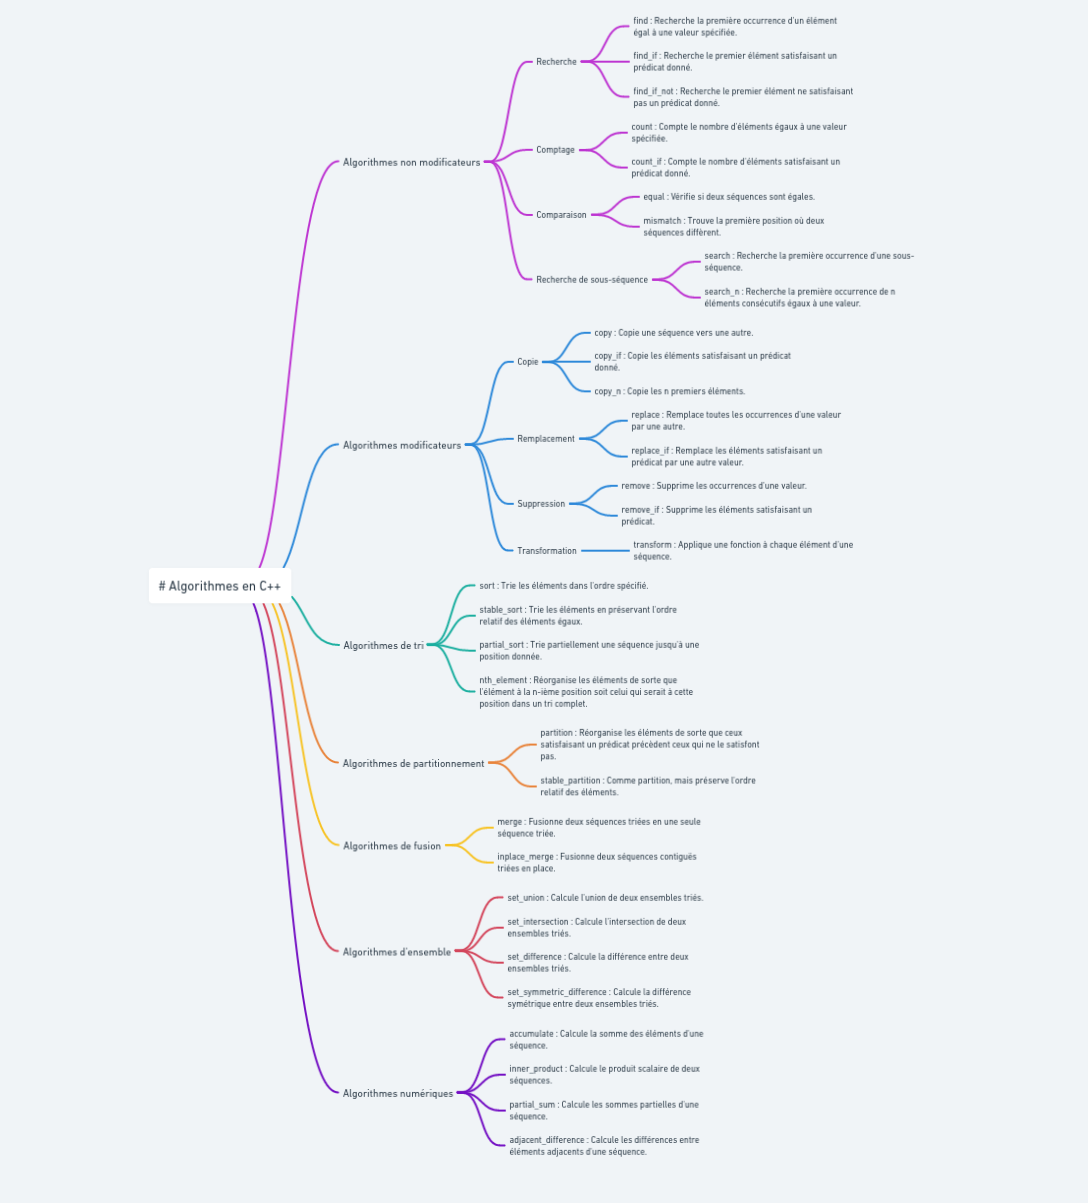 find : Recherche la première occurrence d'un élément
égal à une valeur spécifiée.
find_if : Recherche le premier élément satisfaisant un
prédicat donné.
Recherche
find_if_not : Recherche le premier élément ne satisfaisant
pas un prédicat donné.
count : Compte le nombre d'éléments égaux à une valeur
spécifiée.
Comptage
count_if : Compte le nombre d'éléments satisfaisant un
prédicat donné.
Algorithmes non modificateurs
equal : Vérifie si deux séquences sont égales.
Comparaison
mismatch : Trouve la première position où deux
séquences diffèrent.
search : Recherche la première occurrence d'une sous-
séquence.
Recherche de sous-séquence
search_n : Recherche la première occurrence de n
éléments consécutifs égaux à une valeur.
copy : Copie une séquence vers une autre.
Copie
copy_if : Copie les éléments satisfaisant un prédicat
donné.
copy_n : Copie les n premiers éléments.
replace : Remplace toutes les occurrences d'une valeur
par une autre.
Remplacement
Algorithmes modificateurs
replace_if : Remplace les éléments satisfaisant un
prédicat par une autre valeur.
remove : Supprime les occurrences d'une valeur.
Suppression
remove_if : Supprime les éléments satisfaisant un
prédicat.
Transformation
transform : Applique une fonction à chaque élément d'une
séquence.
# Algorithmes en C++
sort : Trie les éléments dans l'ordre spécifié.
stable_sort : Trie les éléments en préservant l'ordre
relatif des éléments égaux.
Algorithmes de tri
partial_sort : Trie partiellement une séquence jusqu'à une
position donnée.
nth_element : Réorganise les éléments de sorte que
l'élément à la n-ième position soit celui qui serait à cette
position dans un tri complet.
partition : Réorganise les éléments de sorte que ceux
satisfaisant un prédicat précèdent ceux qui ne le satisfont
pas.
Algorithmes de partitionnement
stable_partition : Comme partition, mais préserve l'ordre
relatif des éléments.
merge : Fusionne deux séquences triées en une seule
séquence triée.
Algorithmes de fusion
inplace_merge : Fusionne deux séquences contiguës
triées en place.
set_union : Calcule l'union de deux ensembles triés.
set_intersection : Calcule l'intersection de deux
ensembles triés.
Algorithmes d'ensemble
set_difference : Calcule la différence entre deux
ensembles triés.
set_symmetric_difference : Calcule la différence
symétrique entre deux ensembles triés.
accumulate : Calcule la somme des éléments d'une
séquence.
inner_product : Calcule le produit scalaire de deux
séquences.
Algorithmes numériques
partial_sum : Calcule les sommes partielles d'une
séquence.
adjacent_difference : Calcule les différences entre
éléments adjacents d'une séquence.